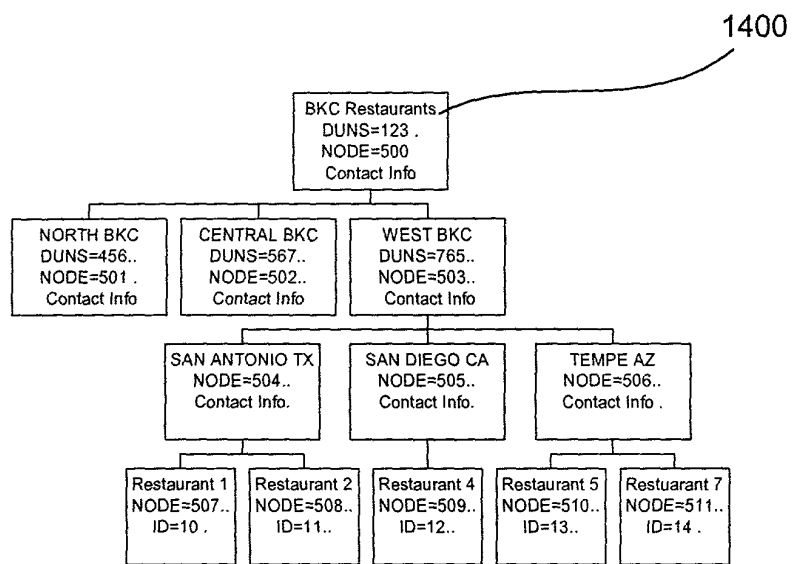 1400
BKC Restaurants
DUNS=123 .
NODE=500
Contact Info
NORTH BKC
DUNS=456..
NODE=501 .
Contact Info
CENTRAL BKC
DUNS=567..
NODE=502..
Contact Info
WEST BKC
DUNS=765..
NODE=503..
Contact Info
SAN ANTONIO TX
NODE=504..
Contact Info.
SAN DIEGO CA
NODE=505..
Contact Info.
TEMPE AZ
NODE=506..
Contact Info .
Restaurant 1
NODE=507..
ID=10 .
Restaurant 2
NODE=508..
ID=11..
Restaurant 4
NODE=509..
ID=12..
Restaurant 5
NODE=510..
ID=13..
Restuarant 7
NODE=511..
ID=14 .